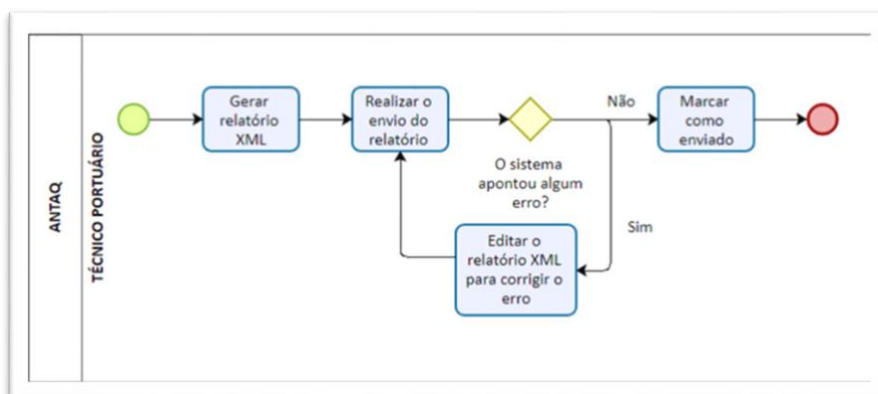 ANTAQ
TÉCNICO PORTUÁRIO
Gerar
relatório
XML
Realizar o
envio do
relatório
O sistema
apontou algum
erro?
Não
Marcar
como
enviado
Sim
Editar o
relatório XML
para corrigir o
erro